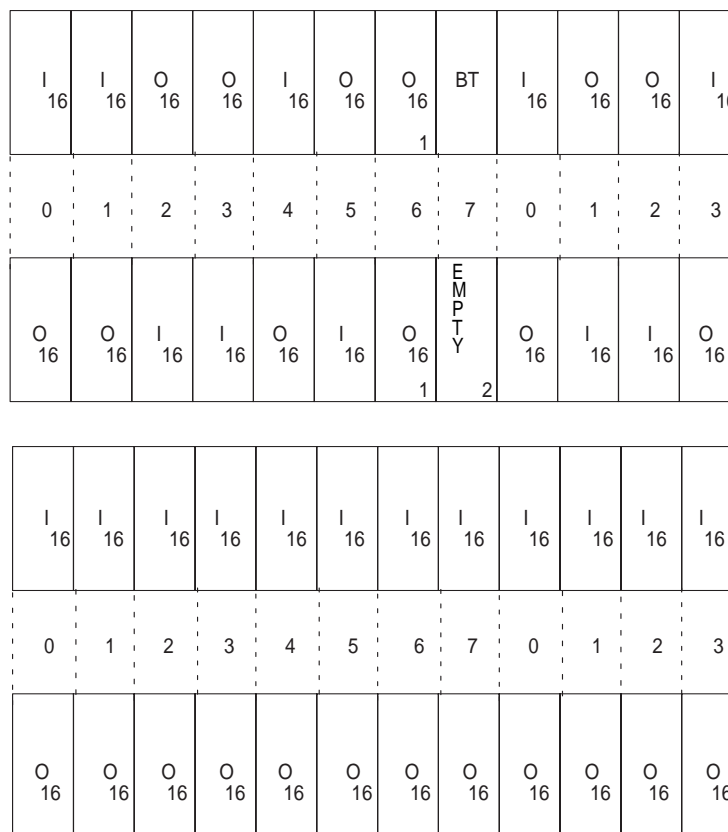 I I O O I O O BT I O O I
16 16 16 16 16 16 16 16 16 16
1
0 1 2 3 4 5 6 7 0 1 2 3
O O I I O I O EMPTY O I I O
16 16 16 16 16 16 16 16 16 16 16
1 2
I I I I I I I I I I I I
16 16 16 16 16 16 16 16 16 16 16 16
0 1 2 3 4 5 6 7 0 1 2 3
O O O O O O O O O O O O
16 16 16 16 16 16 16 16 16 16 16